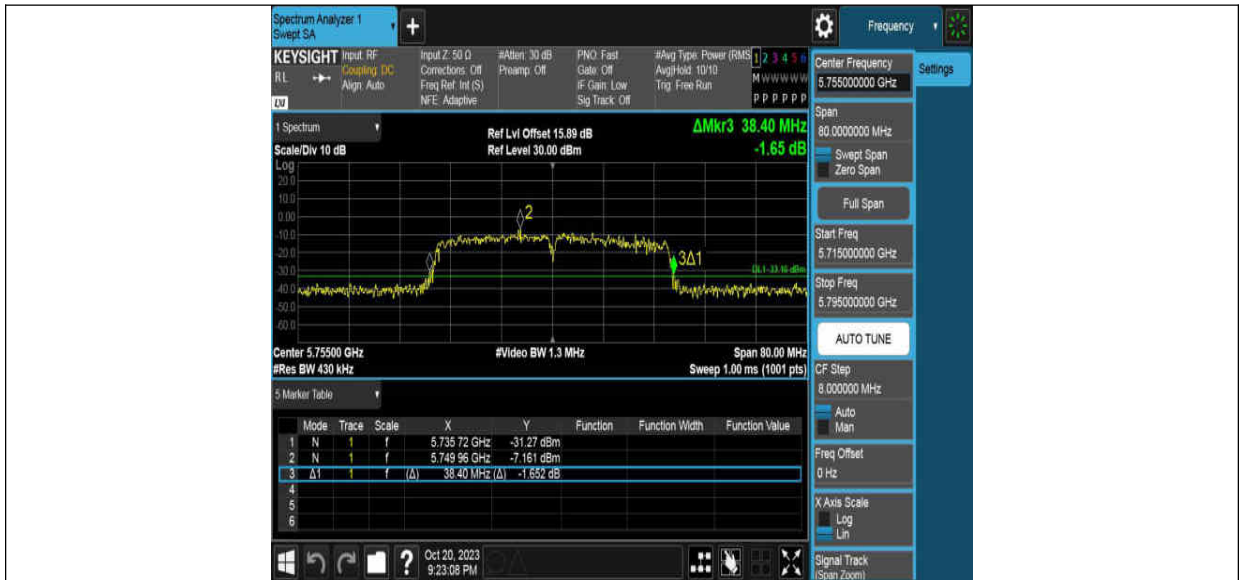 Spectrum Analyzer 1
Swept SA
Frequency
KEYSIGHT
Input: RF
Coupling: DC
Align: Auto
Input Z: 50 Ω
Corrections: Off
Freq Ref: Int (S)
NFE: Adaptive
#Atten: 30 dB
Preamp: Off
PNO: Fast
Gate: Off
IF Gain: Low
Sig Track: Off
#Avg Type: Power (RMS
Avg|Hold: 10/10
Trig: Free Run
1 2 3 4 5 6
M W W W W W
P P P P P P
RL
LXI
Center Frequency
5.755000000 GHz
Settings
Span
80.0000000 MHz
Swept Span
Zero Span
Full Span
Start Freq
5.715000000 GHz
Stop Freq
5.795000000 GHz
AUTO TUNE
CF Step
8.000000 MHz
Auto
Man
Freq Offset
0 Hz
X Axis Scale
Log
Lin
Signal Track
(Span Zoom)
1 Spectrum
Scale/Div 10 dB
Ref Lvl Offset 15.89 dB
Ref Level 30.00 dBm
ΔMkr3 38.40 MHz
-1.65 dB
Log
20.0
10.0
0.00
-10.0
-20.0
-30.0
-40.0
-50.0
-60.0
2
3Δ1
DL1 -33.16 dBm
Center 5.75500 GHz
#Video BW 1.3 MHz
Span 80.00 MHz
#Res BW 430 kHz
Sweep 1.00 ms (1001 pts)
5 Marker Table
Mode Trace Scale X Y Function Function Width Function Value
1 N 1 f 5.735 72 GHz -31.27 dBm
2 N 1 f 5.749 96 GHz -7.161 dBm
3 Δ1 1 f (Δ) 38.40 MHz (Δ) -1.652 dB
4
5
6
Oct 20, 2023
9:23:08 PM